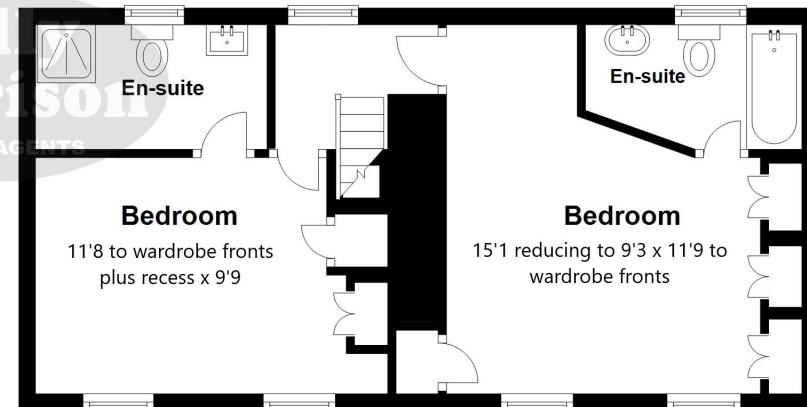 En-suite
En-suite
AGENTS
Bedroom
11'8 to wardrobe fronts
plus recess x 9'9
Bedroom
15'1 reducing to 9'3 x 11'9 to
wardrobe fronts